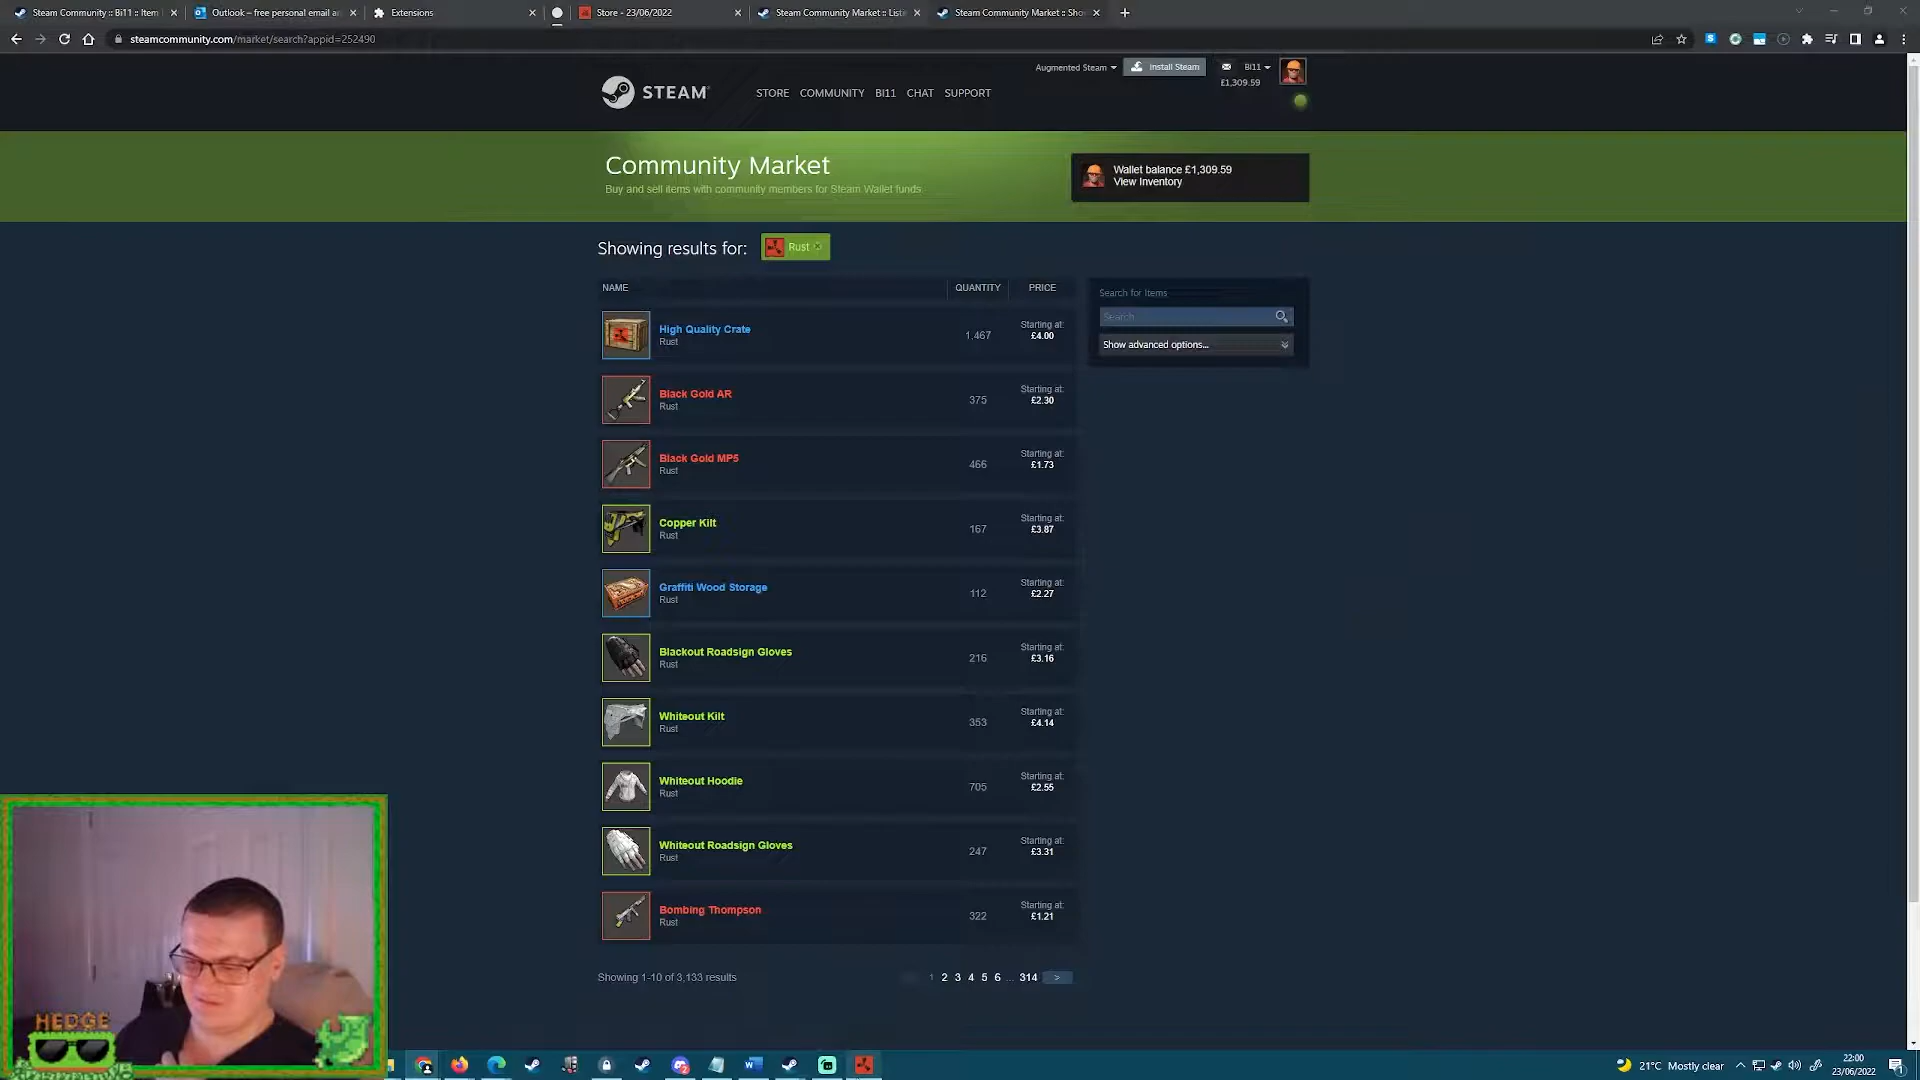 Steam Community :: Bi11 :: Item
Outlook – free personal email a
Extensions
Store - 23/06/2022
Steam Community Market :: List
Steam Community Market :: Sho
steamcommunity.com/market/search?appid=252490
Augmented Steam
Install Steam
Bi11
£1,309.59
STEAM
STORE COMMUNITY BI11 CHAT SUPPORT
Community Market
Buy and sell items with community members for Steam Wallet funds
Wallet balance £1,309.59
View Inventory
Showing results for:
Rust
NAME QUANTITY PRICE
Search for Items
Search
Show advanced options...
High Quality Crate
Rust
1,467
Starting at:
£4.00
Black Gold AR
Rust
375
Starting at:
£2.30
Black Gold MP5
Rust
466
Starting at:
£1.73
Copper Kilt
Rust
167
Starting at:
£3.87
Graffiti Wood Storage
Rust
112
Starting at:
£2.27
Blackout Roadsign Gloves
Rust
216
Starting at:
£3.16
Whiteout Kilt
Rust
353
Starting at:
£4.14
Whiteout Hoodie
Rust
705
Starting at:
£2.55
Whiteout Roadsign Gloves
Rust
247
Starting at:
£3.31
Bombing Thompson
Rust
322
Starting at:
£1.21
Showing 1-10 of 3,133 results
1 2 3 4 5 6 ... 314 >
HEDGE
21°C Mostly clear
22:00
23/06/2022